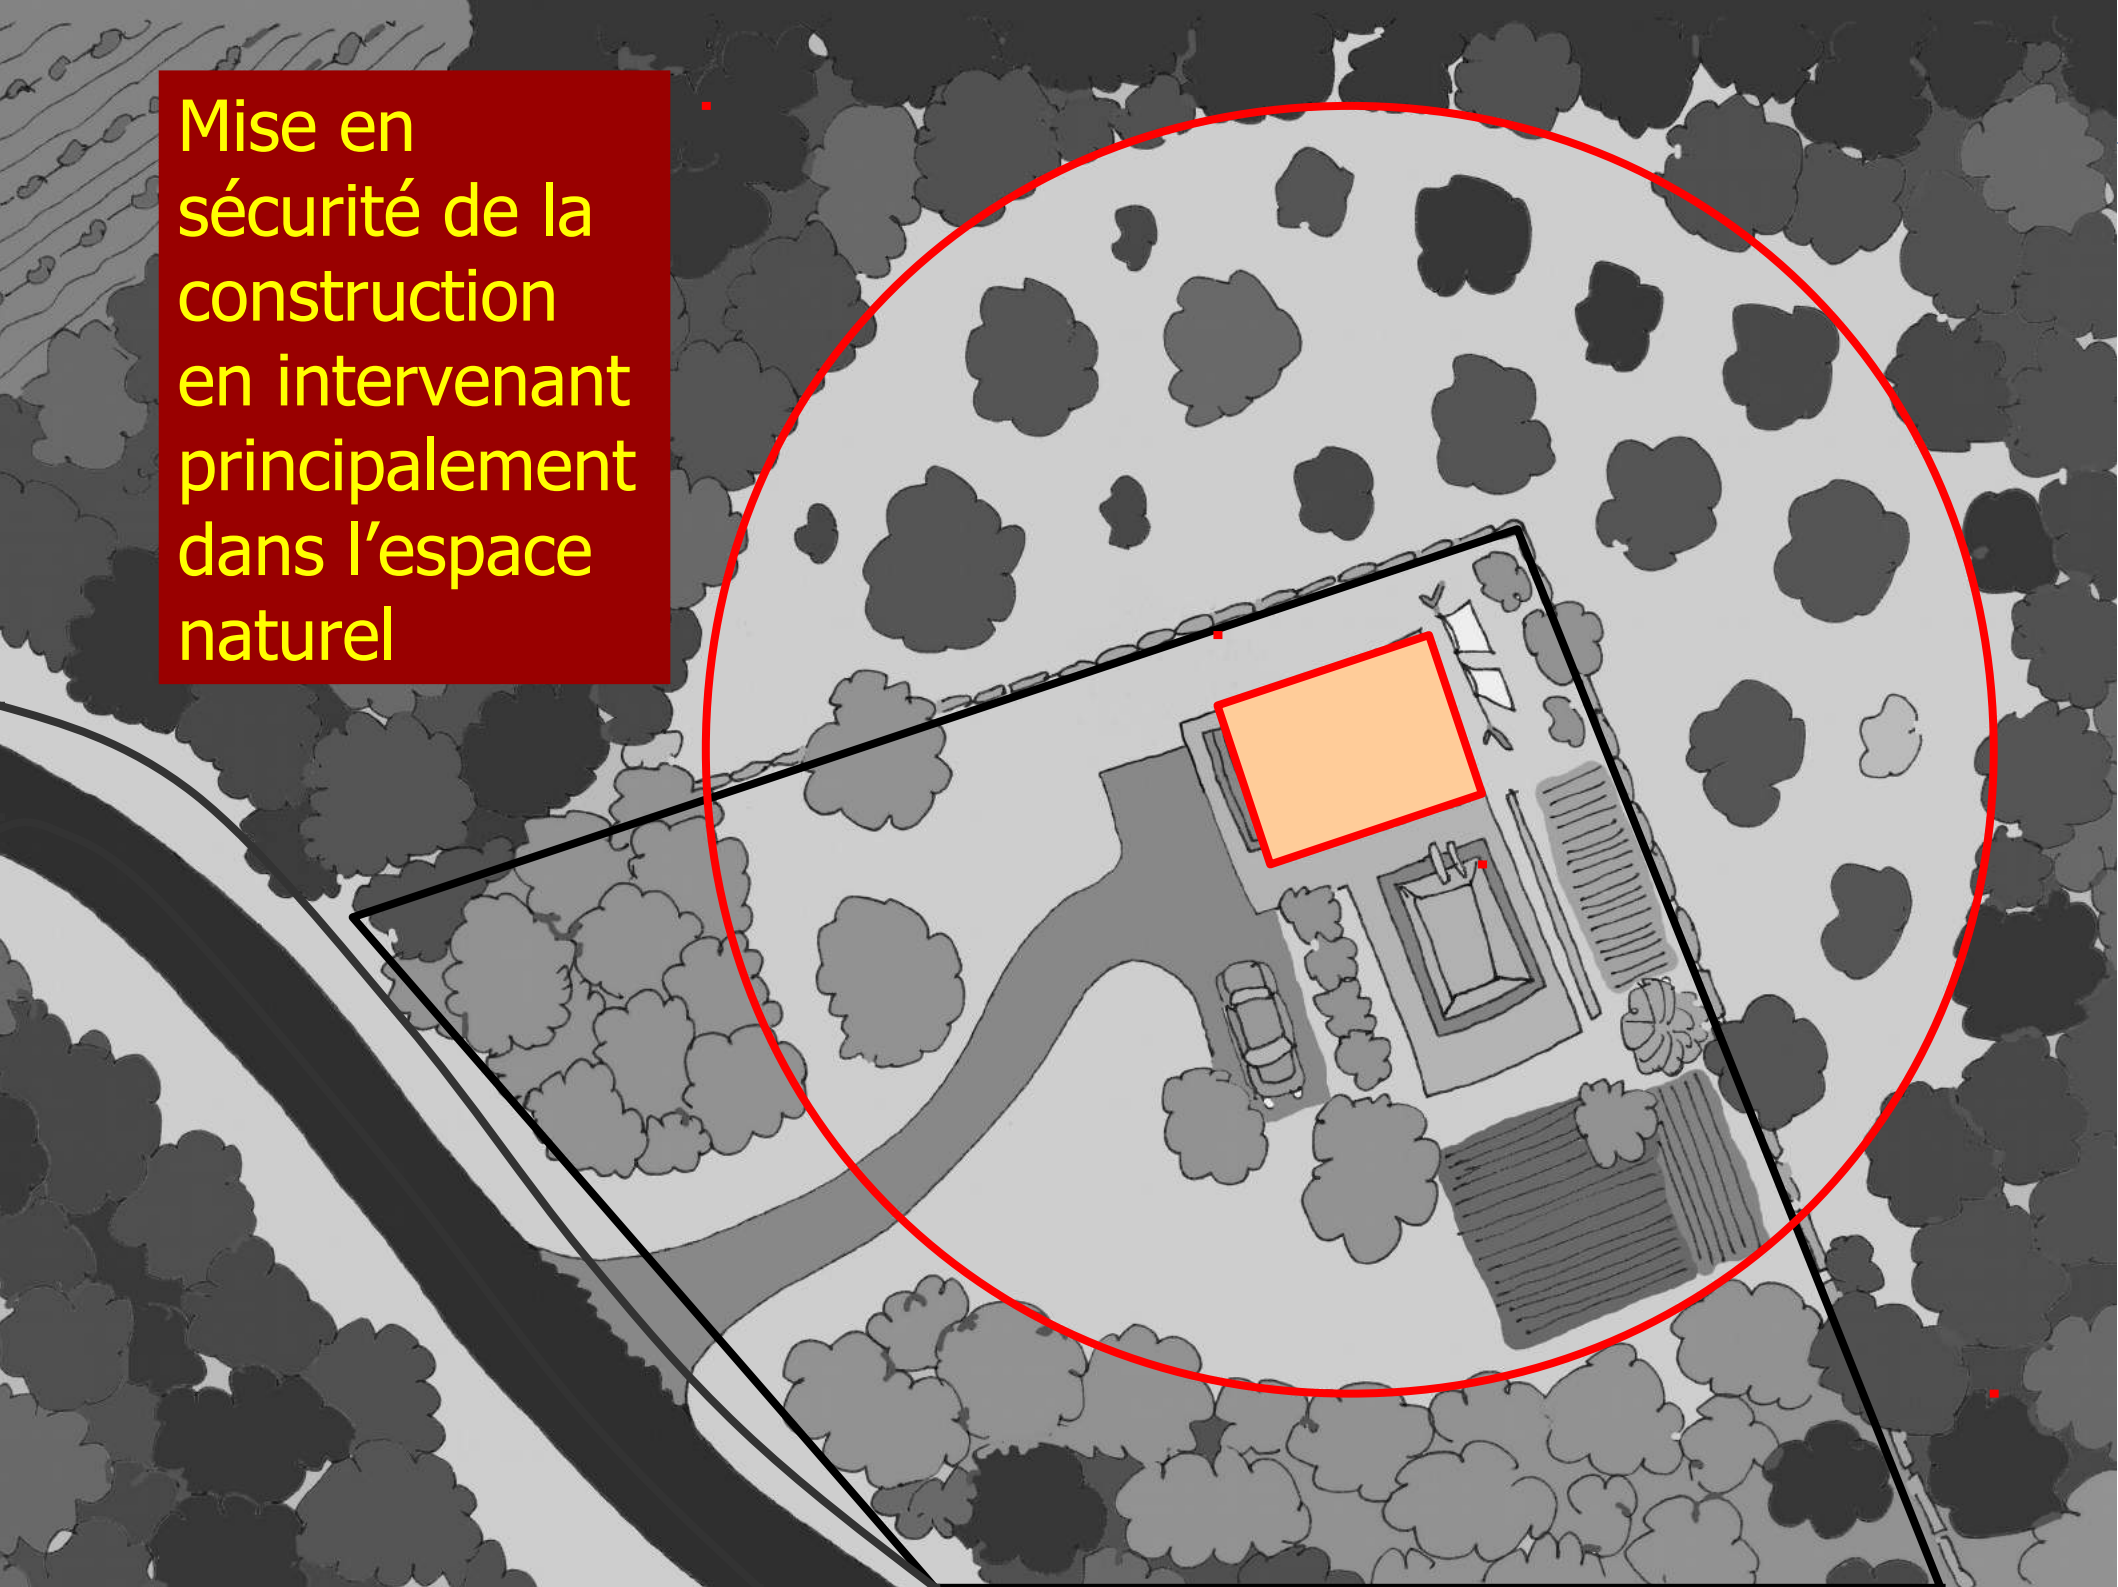 Mise en
sécurité de la
construction
en intervenant
principalement
dans l’espace
naturel